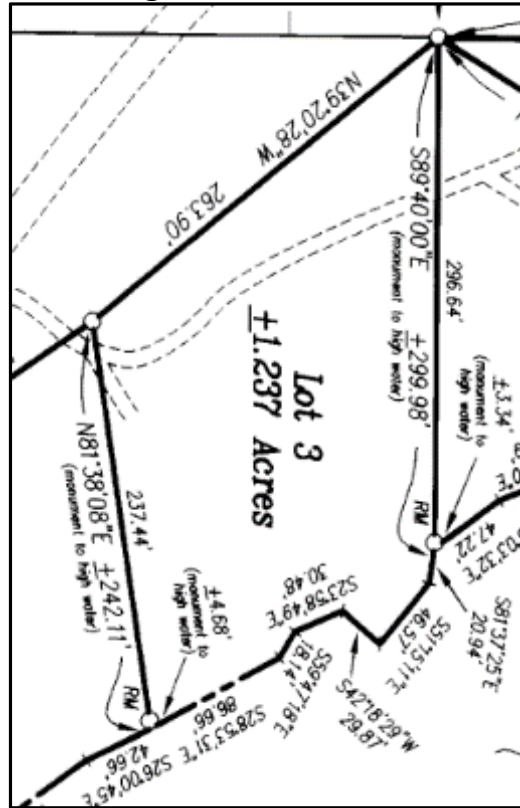 N39°20'28"W
263.90'
S89°40'00"E
296.64'
±299.98'
(monument to high water)
±3.34'
(monument to
high water)
RM
Lot 3
±1.237 Acres
N81°38'08"E
237.44'
±242.11'
(monument to high water)
±4.68'
(monument to
high water)
RM
47.22'
S81°37'25"E
20.94'
S51°15'11"E
46.57'
S42°18'29"W
29.87'
S23°58'49"E
30.48'
S59°47'18"E
18.14'
S28°53'31"E
86.66'
S26°00'45"E
42.66'